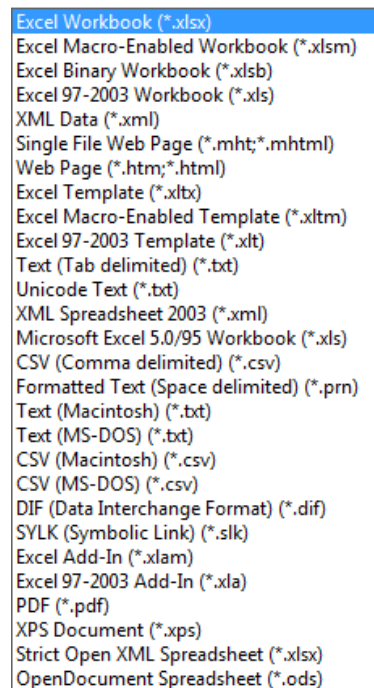 Excel Workbook (*.xlsx)
Excel Macro-Enabled Workbook (*.xlsm)
Excel Binary Workbook (*.xlsb)
Excel 97-2003 Workbook (*.xls)
XML Data (*.xml)
Single File Web Page (*.mht;*.mhtml)
Web Page (*.htm;*.html)
Excel Template (*.xltx)
Excel Macro-Enabled Template (*.xltm)
Excel 97-2003 Template (*.xlt)
Text (Tab delimited) (*.txt)
Unicode Text (*.txt)
XML Spreadsheet 2003 (*.xml)
Microsoft Excel 5.0/95 Workbook (*.xls)
CSV (Comma delimited) (*.csv)
Formatted Text (Space delimited) (*.prn)
Text (Macintosh) (*.txt)
Text (MS-DOS) (*.txt)
CSV (Macintosh) (*.csv)
CSV (MS-DOS) (*.csv)
DIF (Data Interchange Format) (*.dif)
SYLK (Symbolic Link) (*.slk)
Excel Add-In (*.xlam)
Excel 97-2003 Add-In (*.xla)
PDF (*.pdf)
XPS Document (*.xps)
Strict Open XML Spreadsheet (*.xlsx)
OpenDocument Spreadsheet (*.ods)